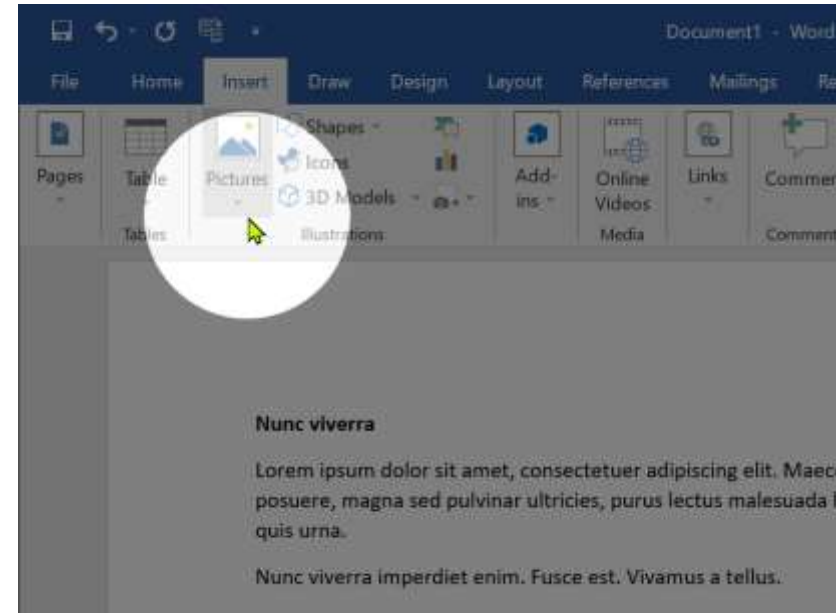 Document1 - Word
File Home Insert Draw Design Layout References Mailings
Pages Table Pictures Shapes Icons 3D Models Add-ins Online Videos Links
Tables Illustrations Media
Nunc viverra
Lorem ipsum dolor sit amet, consectetuer adipiscing elit. Maece
posuere, magna sed pulvinar ultricies, purus lectus malesuada
quis urna.
Nunc viverra imperdiet enim. Fusce est. Vivamus a tellus.